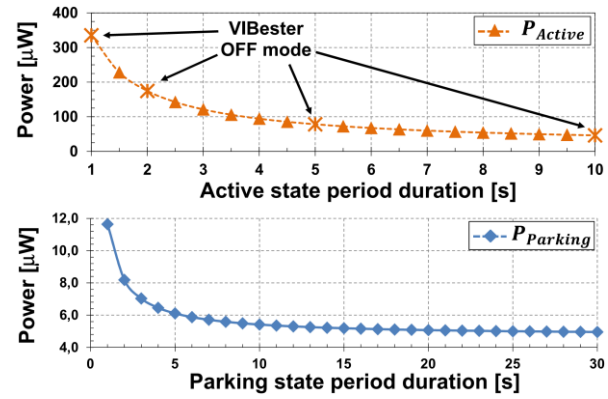 400
300
200
100
0
Power [µW]
VIBester
OFF mode
P_Active
1 2 3 4 5 6 7 8 9 10
Active state period duration [s]
12,0
10,0
8,0
6,0
4,0
Power [µW]
P_Parking
0 5 10 15 20 25 30
Parking state period duration [s]